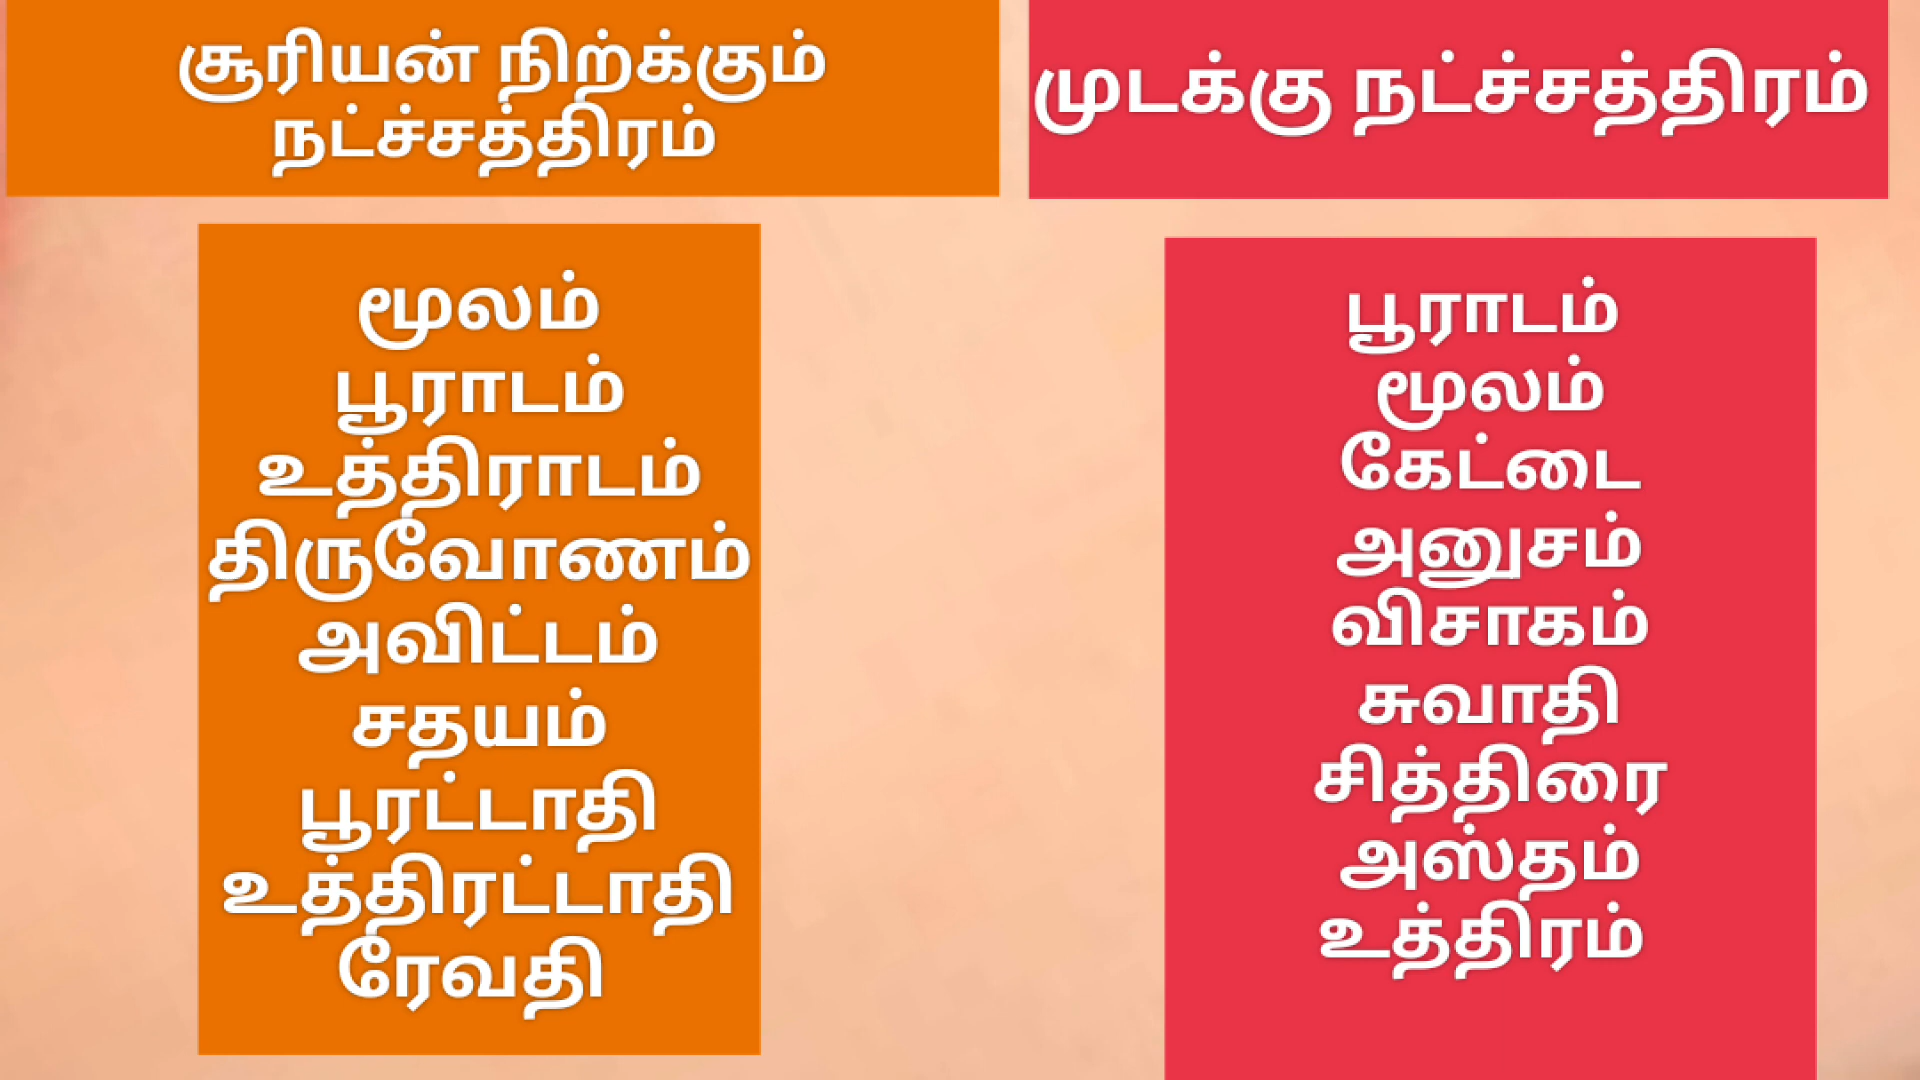 சூரியன் நிற்க்கும்
நட்ச்சத்திரம்
முடக்கு நட்ச்சத்திரம்
மூலம்
பூராடம்
உத்திராடம்
திருவோணம்
அவிட்டம்
சதயம்
பூரட்டாதி
உத்திரட்டாதி
ரேவதி
பூராடம்
மூலம்
கேட்டை
அனுசம்
விசாகம்
சுவாதி
சித்திரை
அஸ்தம்
உத்திரம்